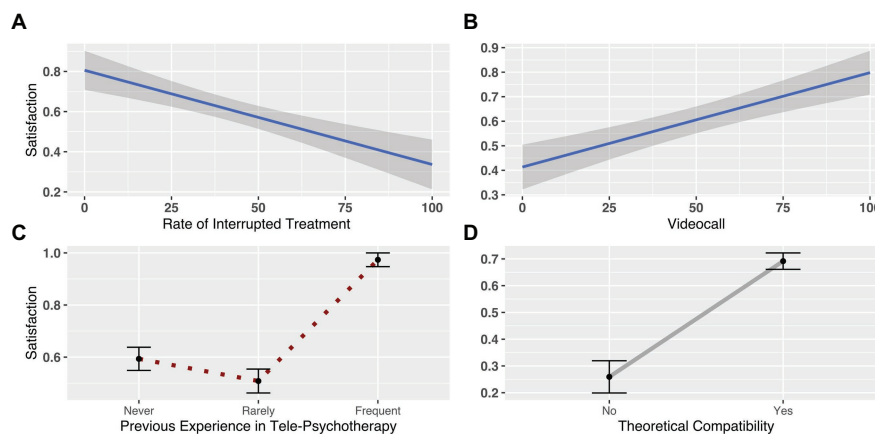 A
B
0.8
0.6
0.4
0.2
Satisfaction
0 25 50 75 100
Rate of Interrupted Treatment
0.9
0.8
0.7
0.6
0.5
0.4
0.3
0 25 50 75 100
Videocall
C
D
1.0
0.6
Satisfaction
Never Rarely Frequent
Previous Experience in Tele-Psychotherapy
0.7
0.6
0.5
0.4
0.3
0.2
No Yes
Theoretical Compatibility